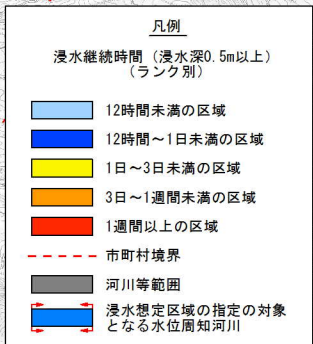 凡例
浸水継続時間（浸水深0.5m以上）
（ランク別）
12時間未満の区域
12時間～1日未満の区域
1日～3日未満の区域
3日～1週間未満の区域
1週間以上の区域
市町村境界
河川等範囲
浸水想定区域の指定の対象
となる水位周知河川